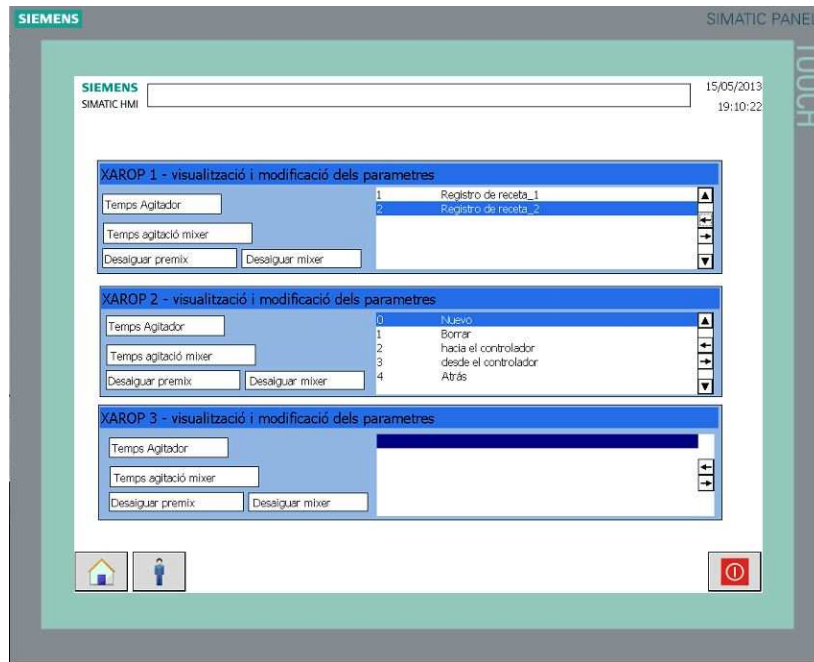 SIEMENS
SIMATIC PANEL
TOUCH
SIEMENS
SIMATIC HMI
15/05/2013
19:10:22
XAROP 1 - visualització i modificació dels parametres
Temps Agitador
Temps agitació mixer
Desaiguar premix Desaiguar mixer
1 Registro de receta_1
2 Registro de receta_2
XAROP 2 - visualització i modificació dels parametres
Temps Agitador
Temps agitació mixer
Desaiguar premix Desaiguar mixer
0 Nuevo
1 Borrar
2 hacia el controlador
3 desde el controlador
4 Atrás
XAROP 3 - visualització i modificació dels parametres
Temps Agitador
Temps agitació mixer
Desaiguar premix Desaiguar mixer